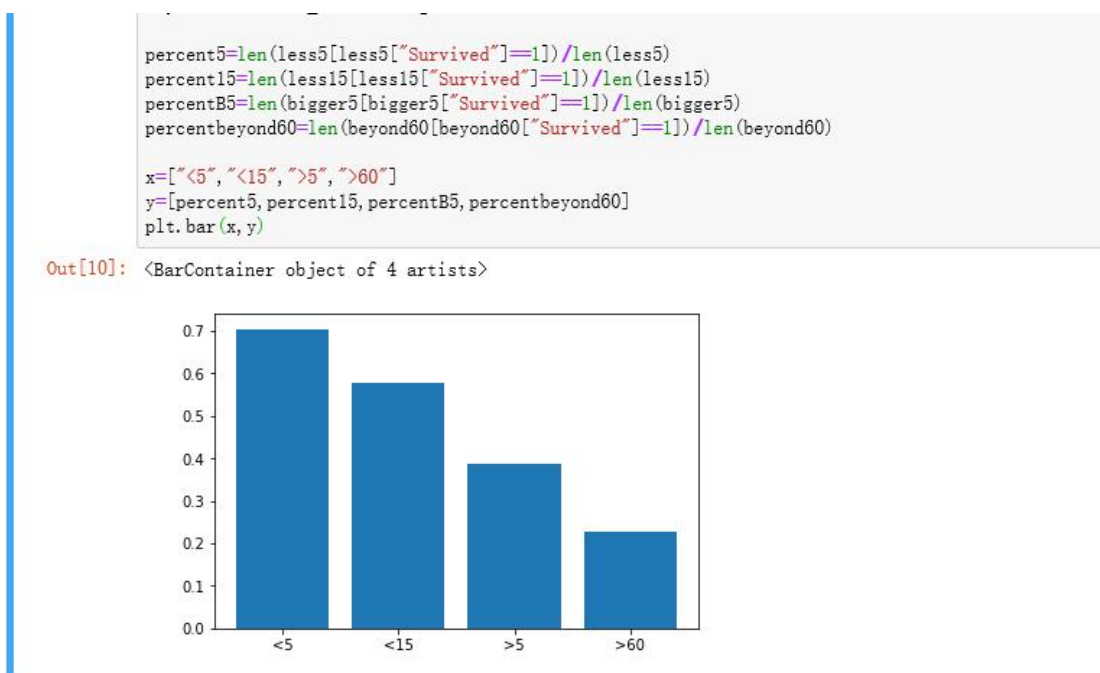 percent5=len(less5[less5["Survived"]==1])/len(less5)
percent15=len(less15[less15["Survived"]==1])/len(less15)
percentB5=len(bigger5[bigger5["Survived"]==1])/len(bigger5)
percentbeyond60=len(beyond60[beyond60["Survived"]==1])/len(beyond60)
x=["<5","<15",">5",">60"]
y=[percent5,percent15,percentB5,percentbeyond60]
plt.bar(x,y)
Out[10]: <BarContainer object of 4 artists>
0.7
0.6
0.5
0.4
0.3
0.2
0.1
0.0
<5 <15 >5 >60